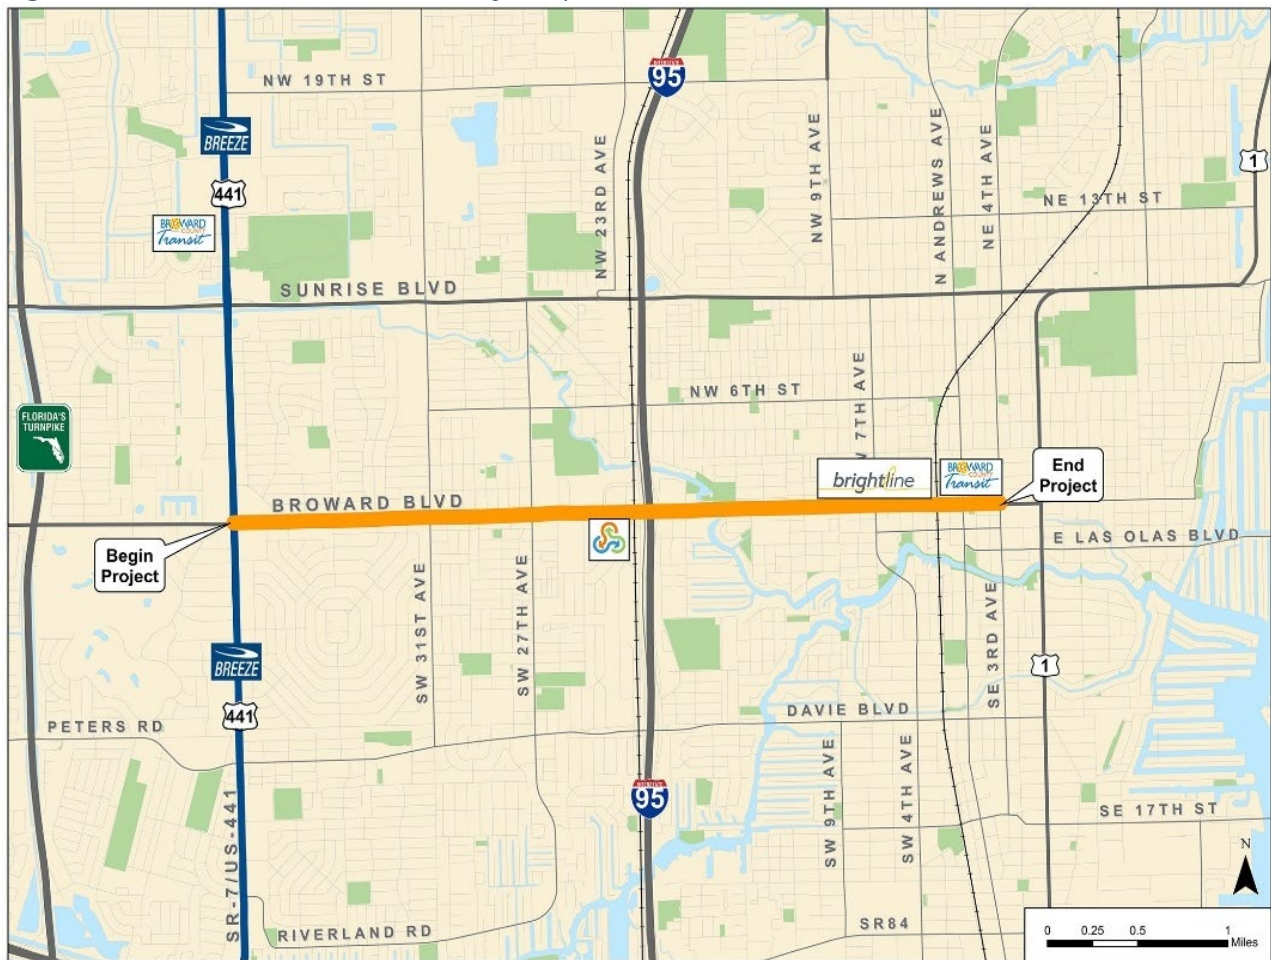 NW 19TH ST
95
NW 23RD AVE
NW 9TH AVE
N ANDREWS AVE
NE 4TH AVE
1
BREEZE
441
BROWARD
COUNTY
Transit
NE 13TH ST
SUNRISE BLVD
NW 6TH ST
7TH AVE
FLORIDA'S
TURNPIKE
brightline
BROWARD
COUNTY
Transit
End
Project
BROWARD BLVD
Begin
Project
E LAS OLAS BLVD
SW 31ST AVE
SW 27TH AVE
SE 3RD AVE
BREEZE
441
1
PETERS RD
DAVIE BLVD
95
SW 9TH AVE
SW 4TH AVE
SE 17TH ST
SR-7/US-441
RIVERLAND RD
SR84
N
0 0.25 0.5 1
Miles